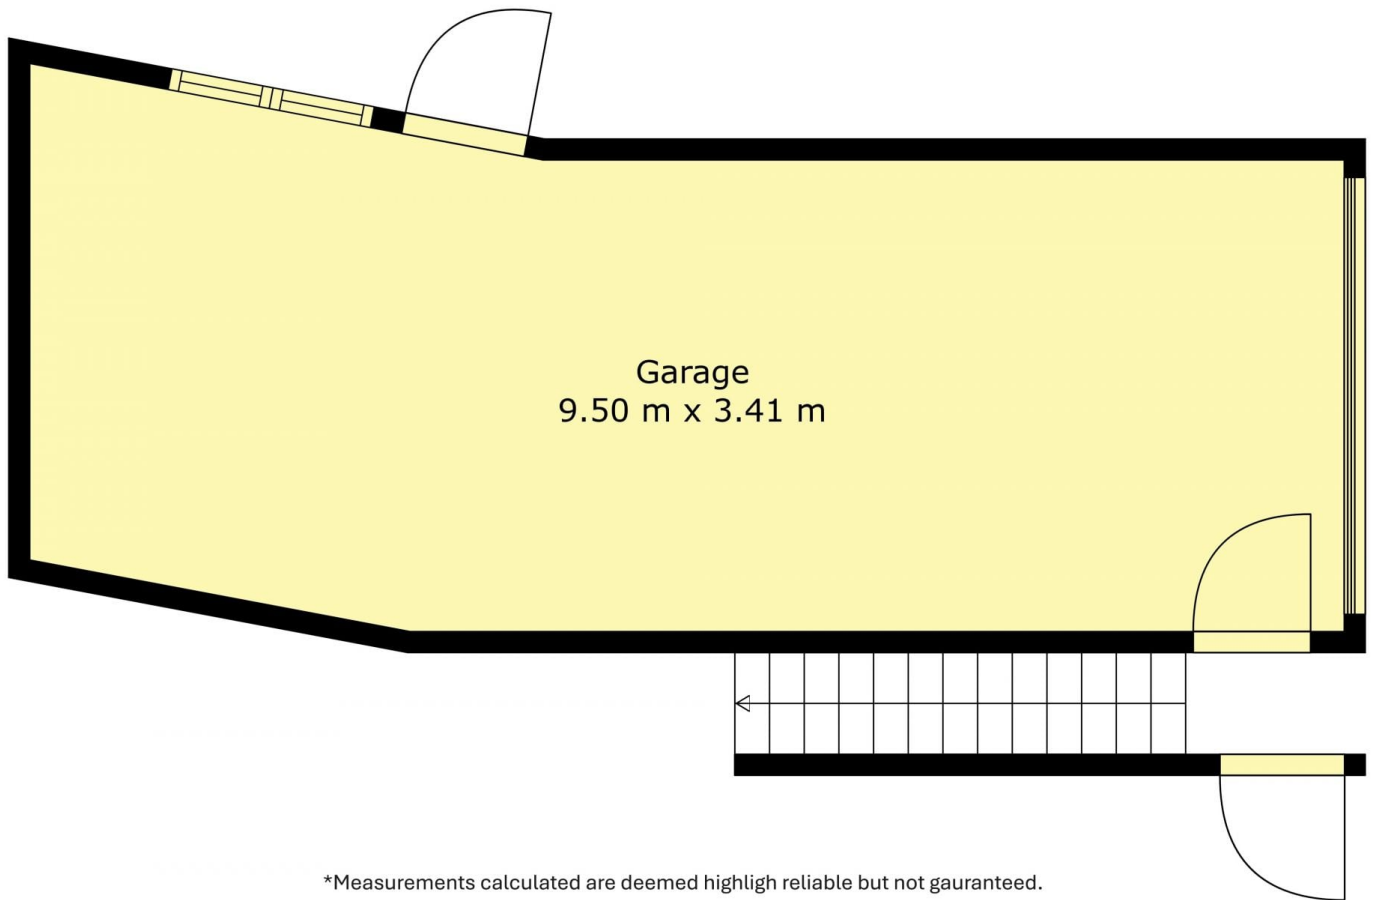 Garage
9.50 m x 3.41 m
*Measurements calculated are deemed highligh reliable but not gauranteed.